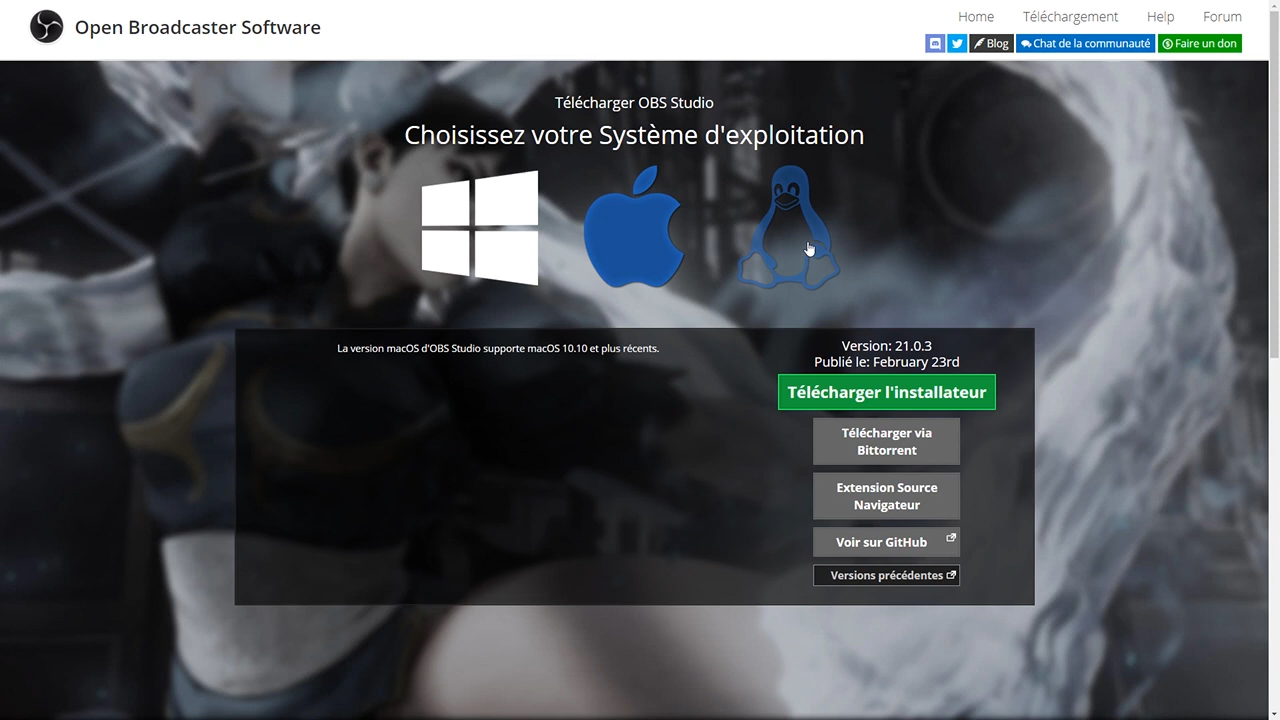 Open Broadcaster Software
Home Téléchargement Help Forum
Blog Chat de la communauté Faire un don
Télécharger OBS Studio
Choisissez votre Système d'exploitation
La version macOS d'OBS Studio supporte macOS 10.10 et plus récents.
Version: 21.0.3
Publié le: February 23rd
Télécharger l'installateur
Télécharger via
Bittorrent
Extension Source
Navigateur
Voir sur GitHub
Versions précédentes